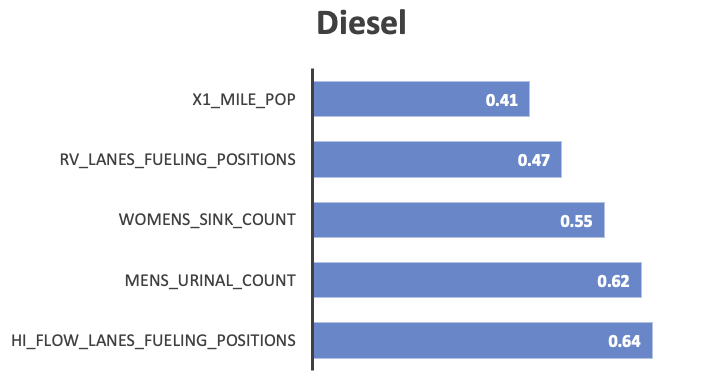 Diesel
X1_MILE_POP 0.41
RV_LANES_FUELING_POSITIONS 0.47
WOMENS_SINK_COUNT 0.55
MENS_URINAL_COUNT 0.62
HI_FLOW_LANES_FUELING_POSITIONS 0.64